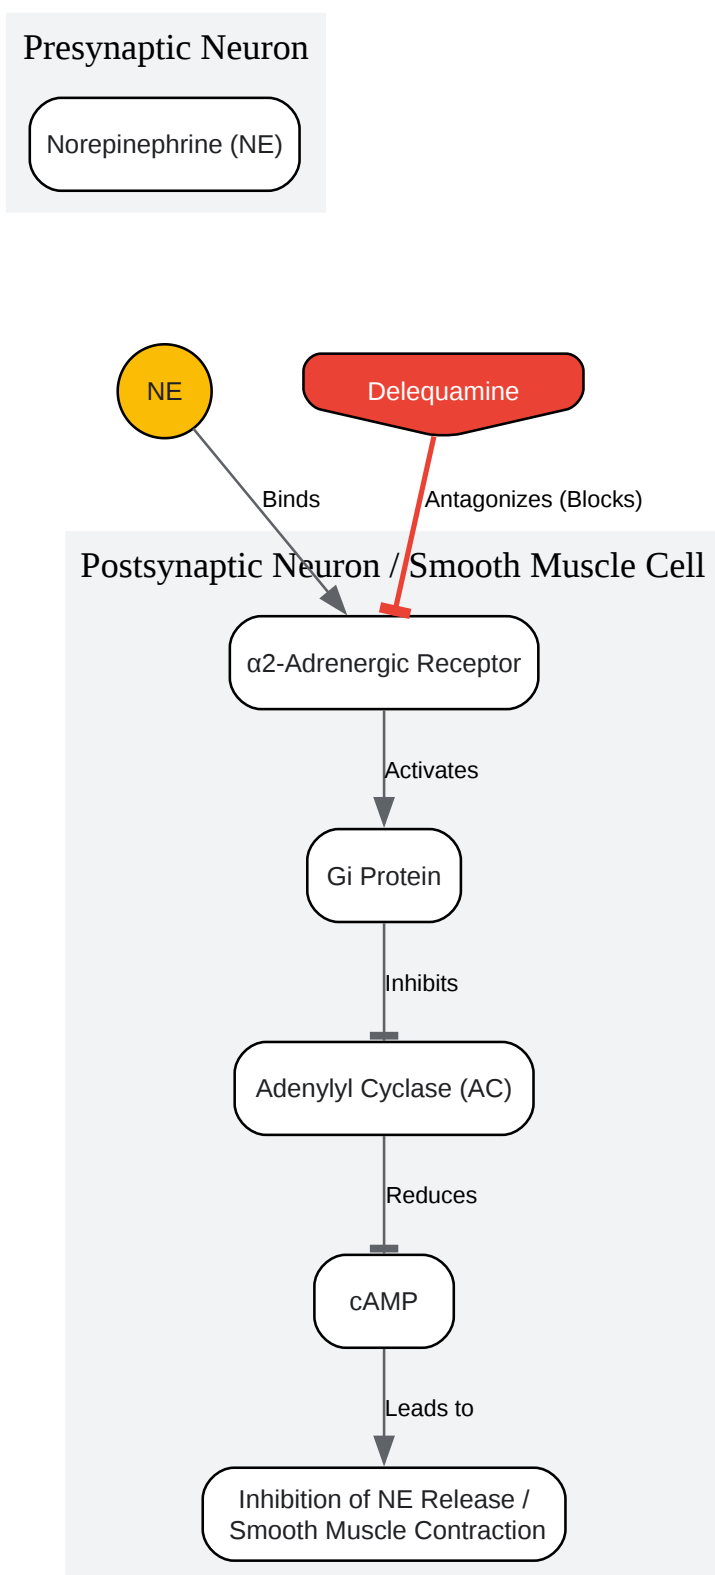 Presynaptic Neuron
Norepinephrine (NE)
NE
Delequamine
Binds
Antagonizes (Blocks)
Postsynaptic Neuron / Smooth Muscle Cell
α2-Adrenergic Receptor
Activates
Gi Protein
Inhibits
Adenylyl Cyclase (AC)
Reduces
cAMP
Leads to
Inhibition of NE Release /
Smooth Muscle Contraction